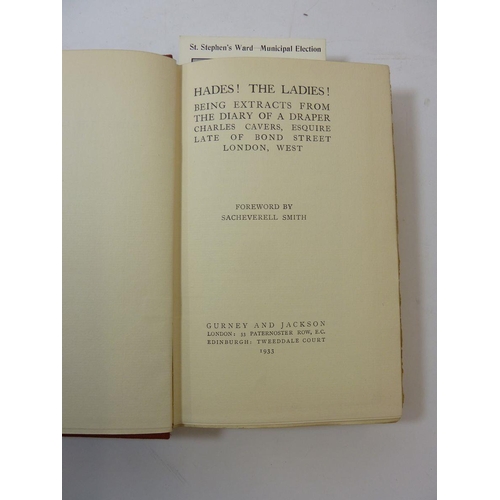 St. Stephen's Ward—Municipal Election
HADES! THE LADIES!
BEING EXTRACTS FROM
THE DIARY OF A DRAPER
CHARLES CAVERS, ESQUIRE
LATE OF BOND STREET
LONDON, WEST
FOREWORD BY
SACHEVERELL SMITH
GURNEY AND JACKSON
LONDON: 33 PATERNOSTER ROW, E.C.
EDINBURGH: TWEEDDALE COURT
1933